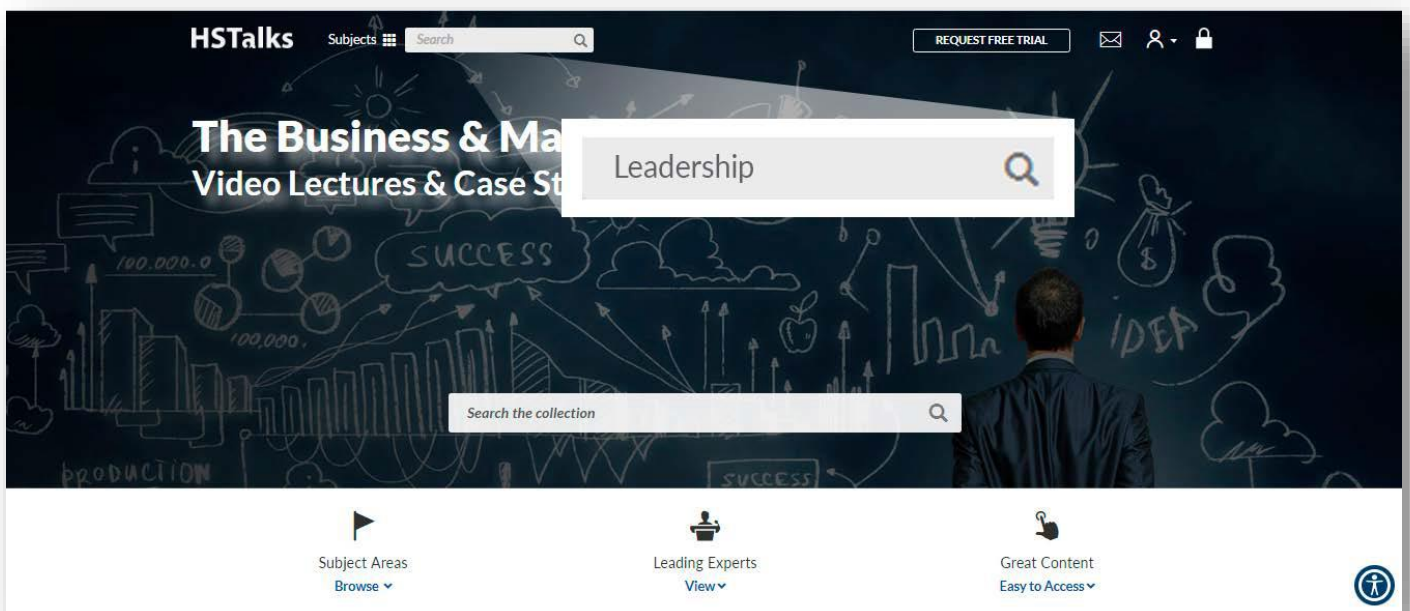 HSTalks Subjects Search REQUEST FREE TRIAL
The Business & Ma
Video Lectures & Case St
Leadership
SUCCESS
100.000.0
100,000.
$
IDEA
Search the collection
PRODUCTION
SUCCESS
Subject Areas
Browse
Leading Experts
View
Great Content
Easy to Access